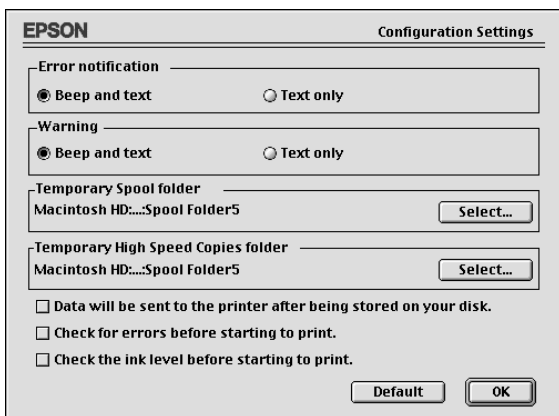 EPSON Configuration Settings
Error notification
Beep and text Text only
Warning
Beep and text Text only
Temporary Spool folder
Macintosh HD:...:Spool Folder5 Select...
Temporary High Speed Copies folder
Macintosh HD:...:Spool Folder5 Select...
Data will be sent to the printer after being stored on your disk.
Check for errors before starting to print.
Check the ink level before starting to print.
Default OK